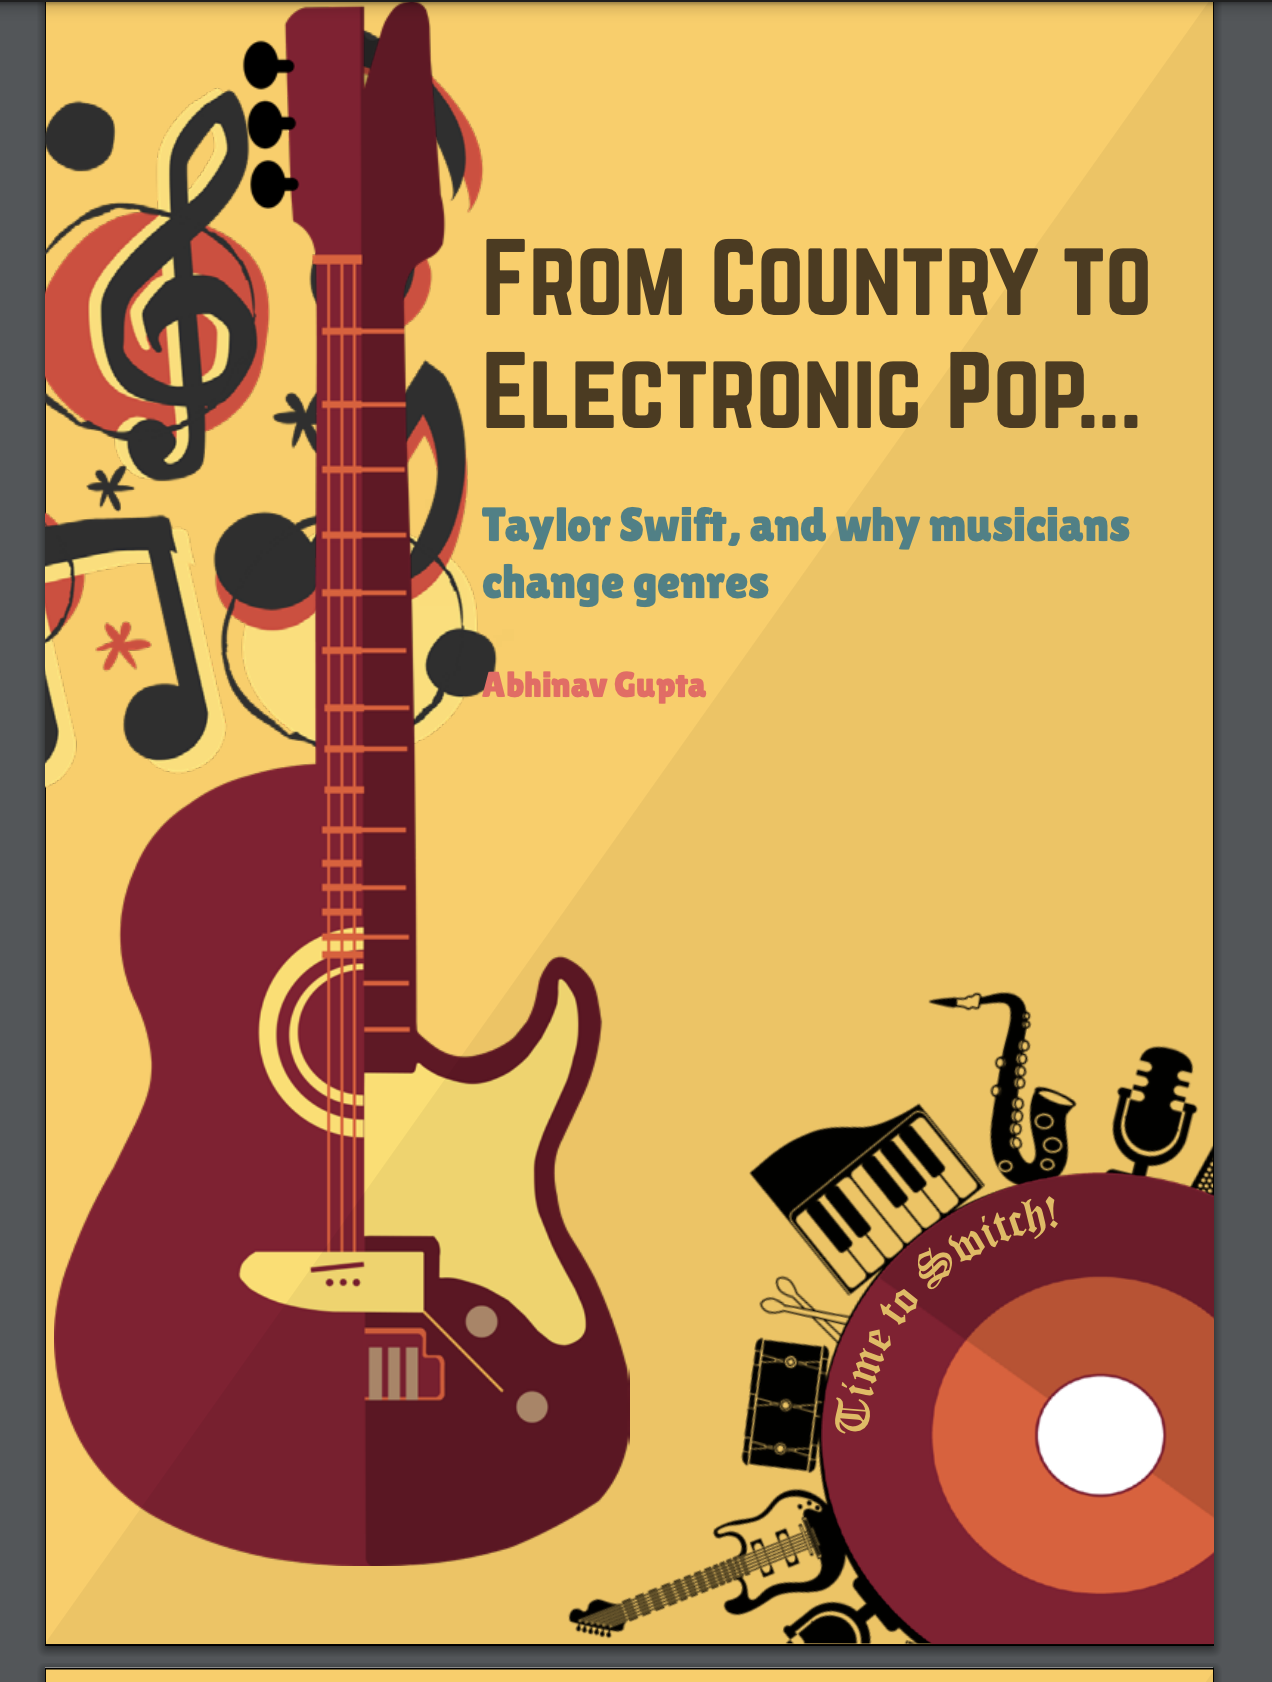 From Country to
Electronic Pop...
Taylor Swift, and why musicians
change genres
Abhinav Gupta
Time to Switch!